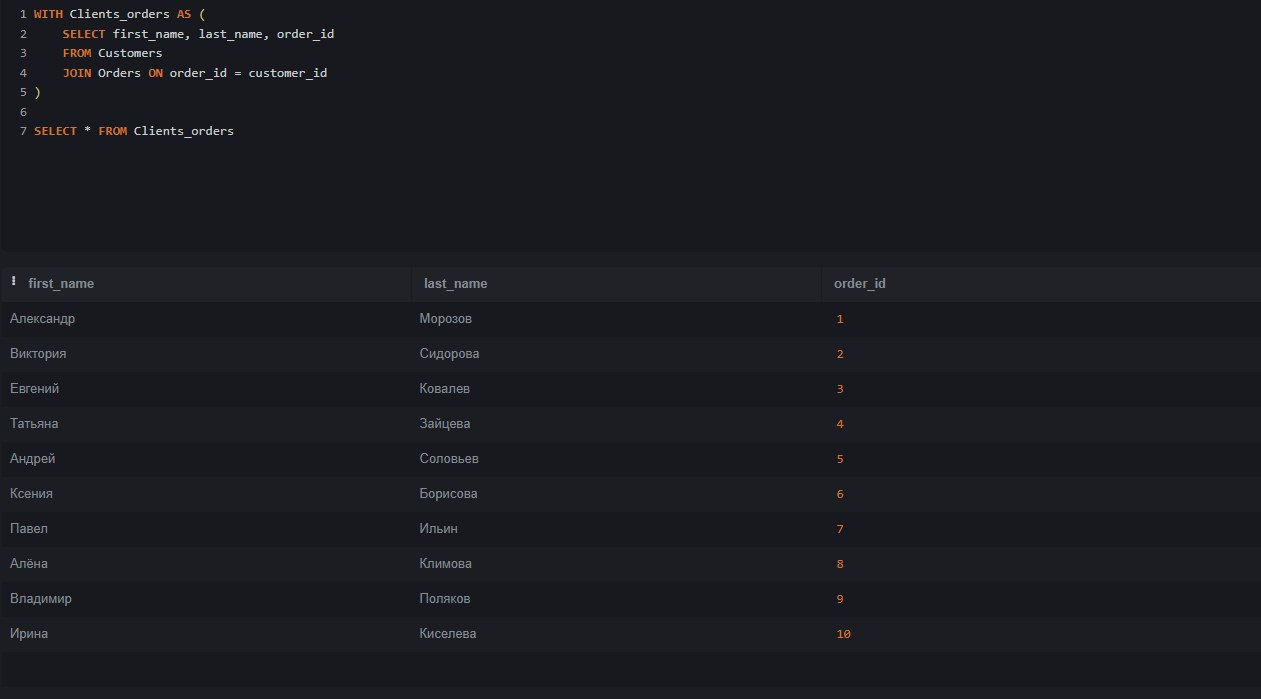 1 WITH Clients_orders AS (
2     SELECT first_name, last_name, order_id
3     FROM Customers
4     JOIN Orders ON order_id = customer_id
5 )
6
7 SELECT * FROM Clients_orders
first_name last_name order_id
Александр Морозов 1
Виктория Сидорова 2
Евгений Ковалев 3
Татьяна Зайцева 4
Андрей Соловьев 5
Ксения Борисова 6
Павел Ильин 7
Алёна Климова 8
Владимир Поляков 9
Ирина Киселева 10